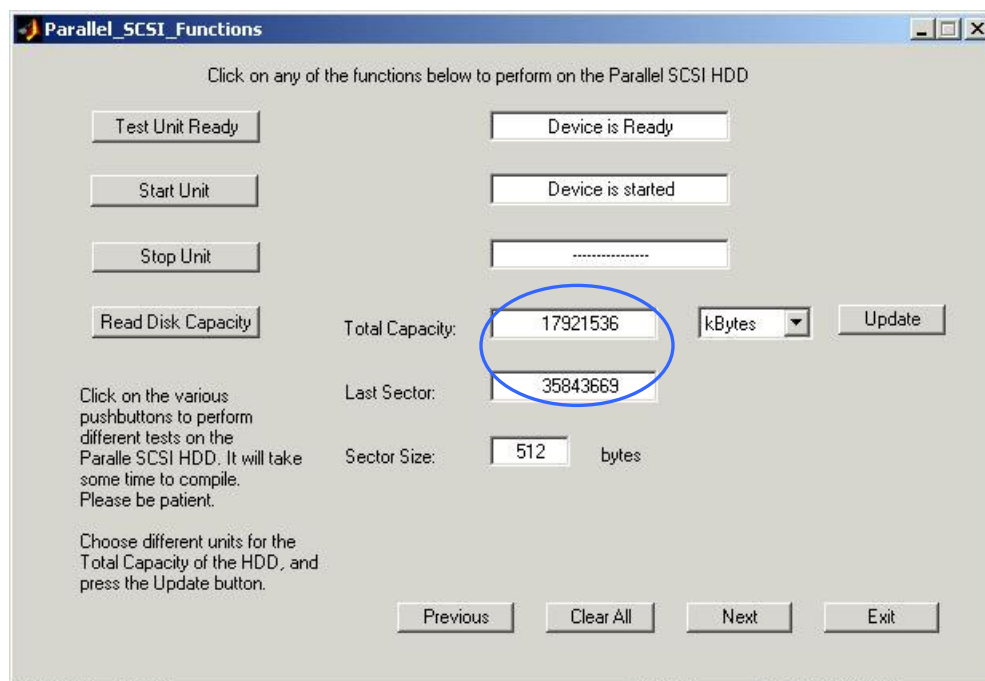 Parallel_SCSI_Functions
Click on any of the functions below to perform on the Parallel SCSI HDD
Test Unit Ready
Device is Ready
Start Unit
Device is started
Stop Unit
---------------
Read Disk Capacity
Total Capacity:
17921536
kBytes
Update
Last Sector:
35843669
Click on the various
pushbuttons to perform
different tests on the
Paralle SCSI HDD. It will take
some time to compile.
Please be patient.
Sector Size:
512
bytes
Choose different units for the
Total Capacity of the HDD, and
press the Update button.
Previous
Clear All
Next
Exit